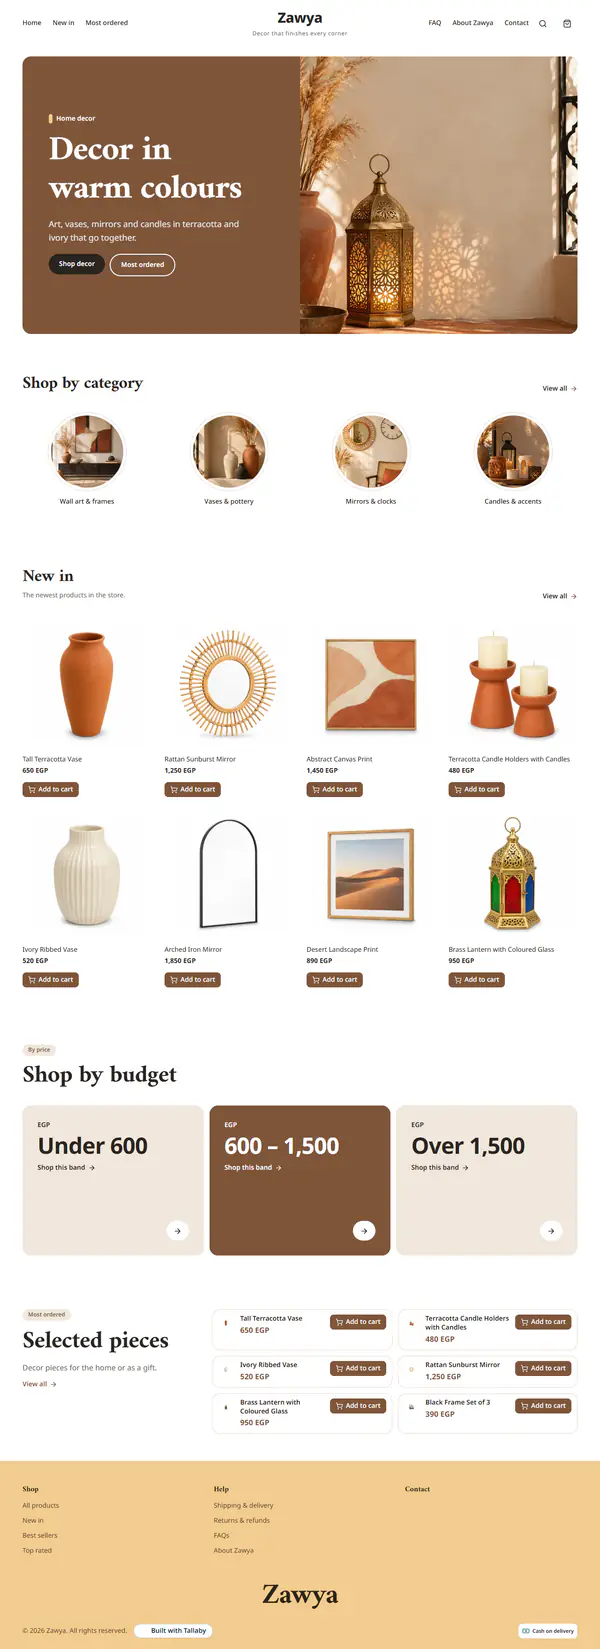 Home
New in
Most ordered
Zawya
Decor that finishes every corner
FAQ
About Zawya
Contact
Home decor
Decor in
warm colours
Art, vases, mirrors and candles in terracotta and
ivory that go together.
Shop decor
Most ordered
Shop by category
View all
Wall art & frames
Vases & pottery
Mirrors & clocks
Candles & accents
New in
The newest products in the store.
View all
Tall Terracotta Vase
650 EGP
Add to cart
Rattan Sunburst Mirror
1,250 EGP
Add to cart
Abstract Canvas Print
1,450 EGP
Add to cart
Terracotta Candle Holders with Candles
480 EGP
Add to cart
Ivory Ribbed Vase
520 EGP
Add to cart
Arched Iron Mirror
1,850 EGP
Add to cart
Desert Landscape Print
890 EGP
Add to cart
Brass Lantern with Coloured Glass
950 EGP
Add to cart
By price
Shop by budget
EGP
Under 600
Shop this band
EGP
600 – 1,500
Shop this band
EGP
Over 1,500
Shop this band
Most ordered
Selected pieces
Decor pieces for the home or as a gift.
View all
Tall Terracotta Vase
650 EGP
Add to cart
Terracotta Candle Holders
with Candles
480 EGP
Add to cart
Ivory Ribbed Vase
520 EGP
Add to cart
Rattan Sunburst Mirror
1,250 EGP
Add to cart
Brass Lantern with
Coloured Glass
950 EGP
Add to cart
Black Frame Set of 3
390 EGP
Add to cart
Shop
All products
New in
Best sellers
Top rated
Help
Shipping & delivery
Returns & refunds
FAQs
About Zawya
Contact
Zawya
© 2026 Zawya. All rights reserved.
Built with Tallaby
Cash on delivery